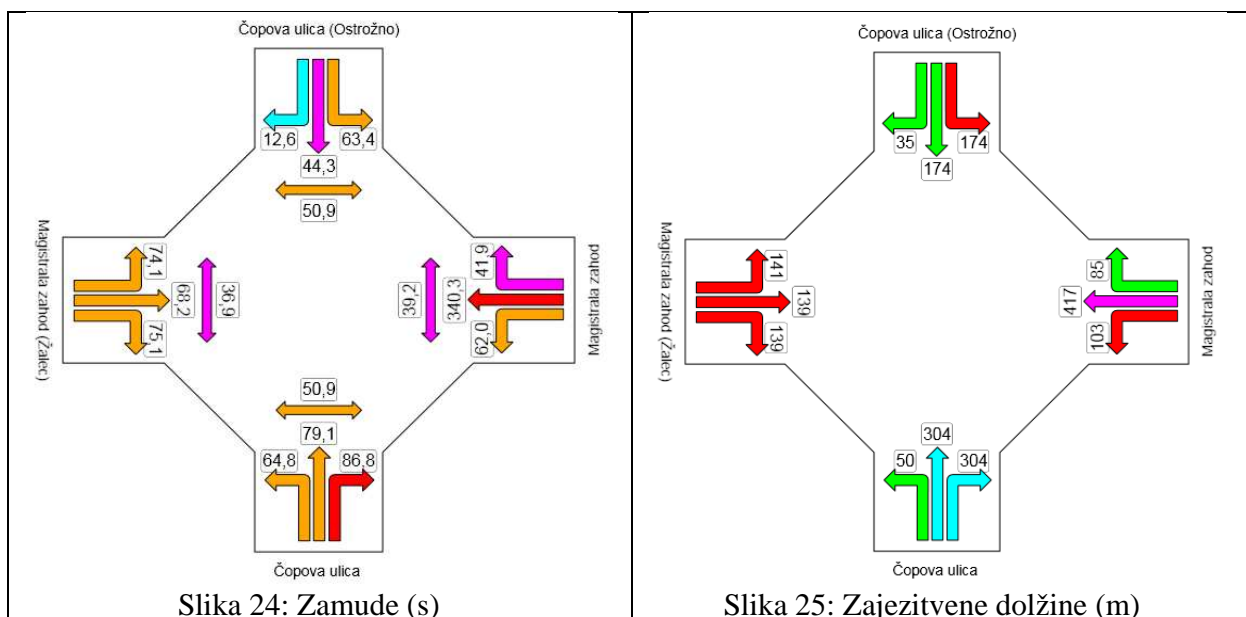 Čopova ulica (Ostrožno)
12,6
63,4
44,3
50,9
Magistrala zahod (Žalec)
74,1
68,2
75,1
36,9
39,2
340,3
41,9
62,0
Magistrala zahod
50,9
79,1
64,8
86,8
Čopova ulica
Slika 24: Zamude (s)
Čopova ulica (Ostrožno)
35
174
174
Magistrala zahod (Žalec)
141
139
139
85
417
103
Magistrala zahod
304
50
304
Čopova ulica
Slika 25: Zajezitvene dolžine (m)